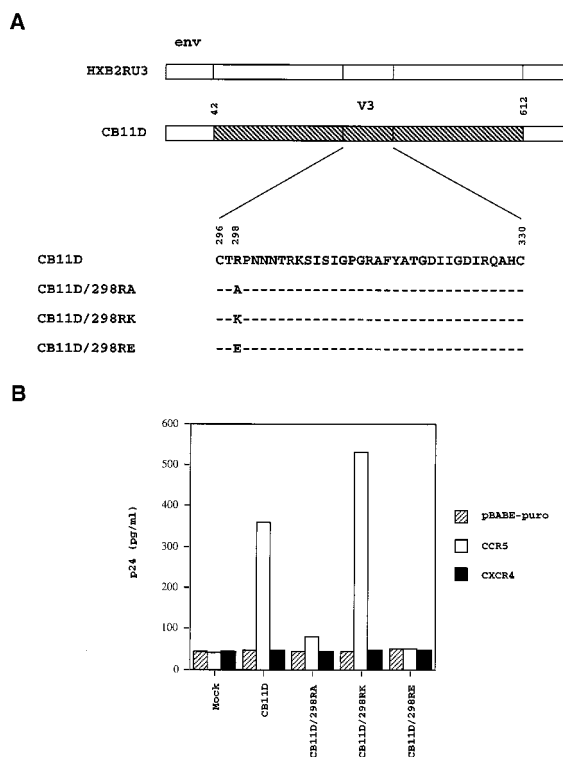 A
env
HXB2RU3
42 V3 612
CB11D
296 298 330
CB11D CTRPNNNTRKSISIGPGRAFYATGDIIGDIRQAHC
CB11D/298RA --A--------------------------------
CB11D/298RK --K--------------------------------
CB11D/298RE --E--------------------------------
B
600
500
400
300
200
100
0
p24 (pg/ml)
pBABE-puro
CCR5
CXCR4
Mock
CB11D
CB11D/298RA
CB11D/298RK
CB11D/298RE